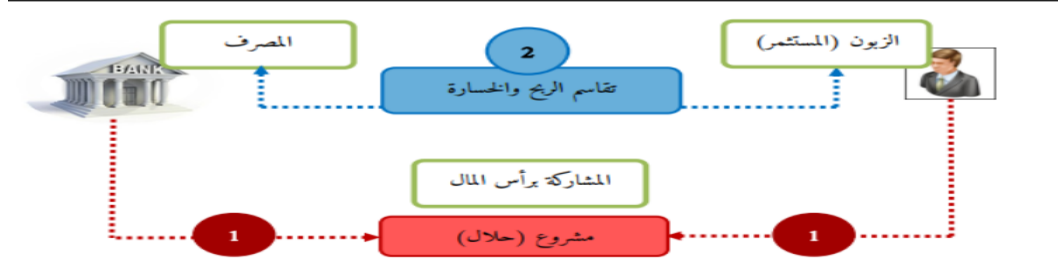 الزبون (المستثمر)
2
المصرف
BANK
تقاسم الربح والخسارة
المشاركة برأس المال
1
مشروع (حلال)
1